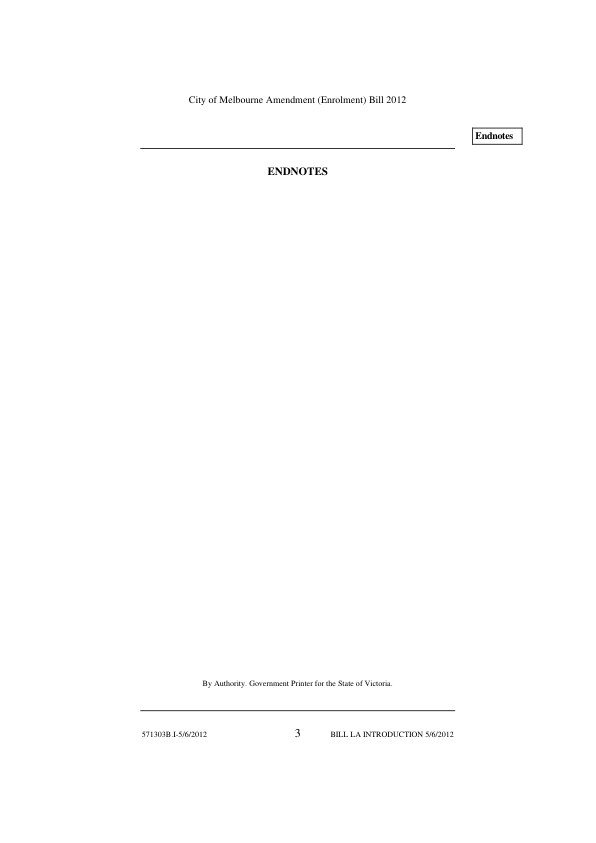 City of Melbourne Amendment (Enrolment) Bill 2012
Endnotes
ENDNOTES
By Authority. Government Printer for the State of Victoria.
571303B.I-5/6/2012 3 BILL LA INTRODUCTION 5/6/2012